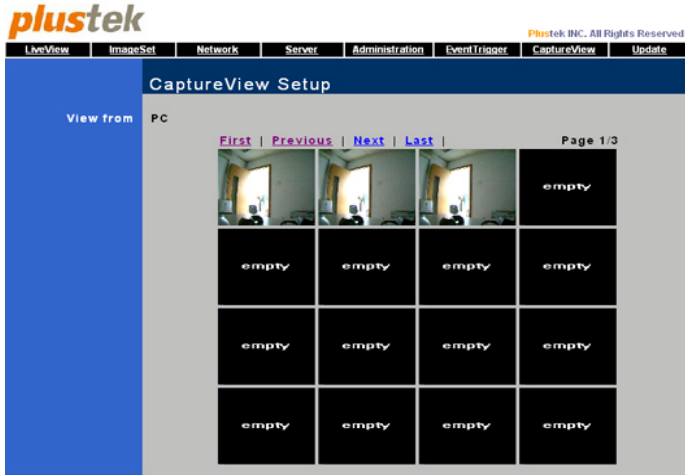 plustek
Plustek INC. All Rights Reserved
LiveView ImageSet Network Server Administration EventTrigger CaptureView Update
CaptureView Setup
View from PC
First | Previous | Next | Last | Page 1/3
empty
empty empty empty empty
empty empty empty empty
empty empty empty empty